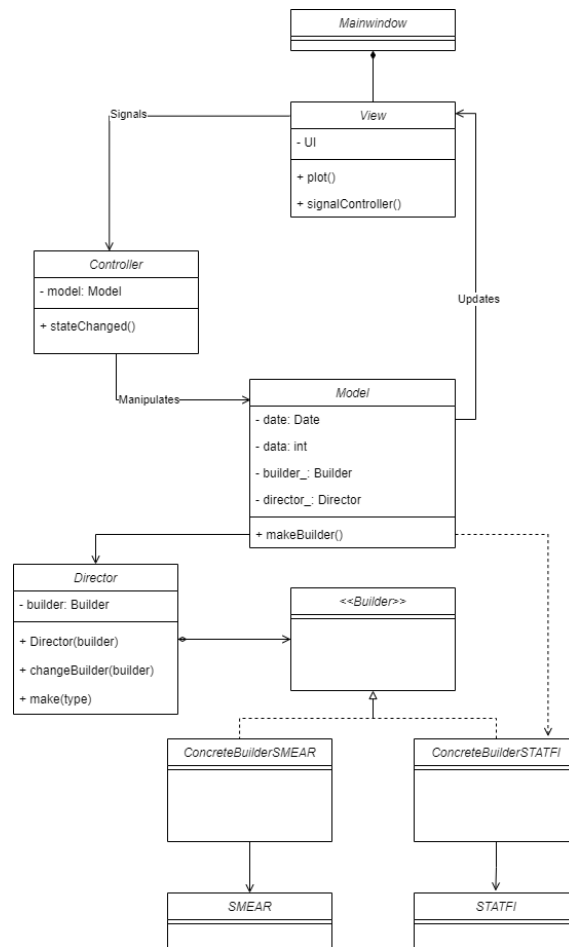 Mainwindow
Signals
View
- UI
+ plot()
+ signalController()
Controller
- model: Model
+ stateChanged()
Updates
Manipulates
Model
- date: Date
- data: int
- builder_: Builder
- director_: Director
+ makeBuilder()
Director
- builder: Builder
+ Director(builder)
+ changeBuilder(builder)
+ make(type)
<<Builder>>
ConcreteBuilderSMEAR
ConcreteBuilderSTATFI
SMEAR
STATFI